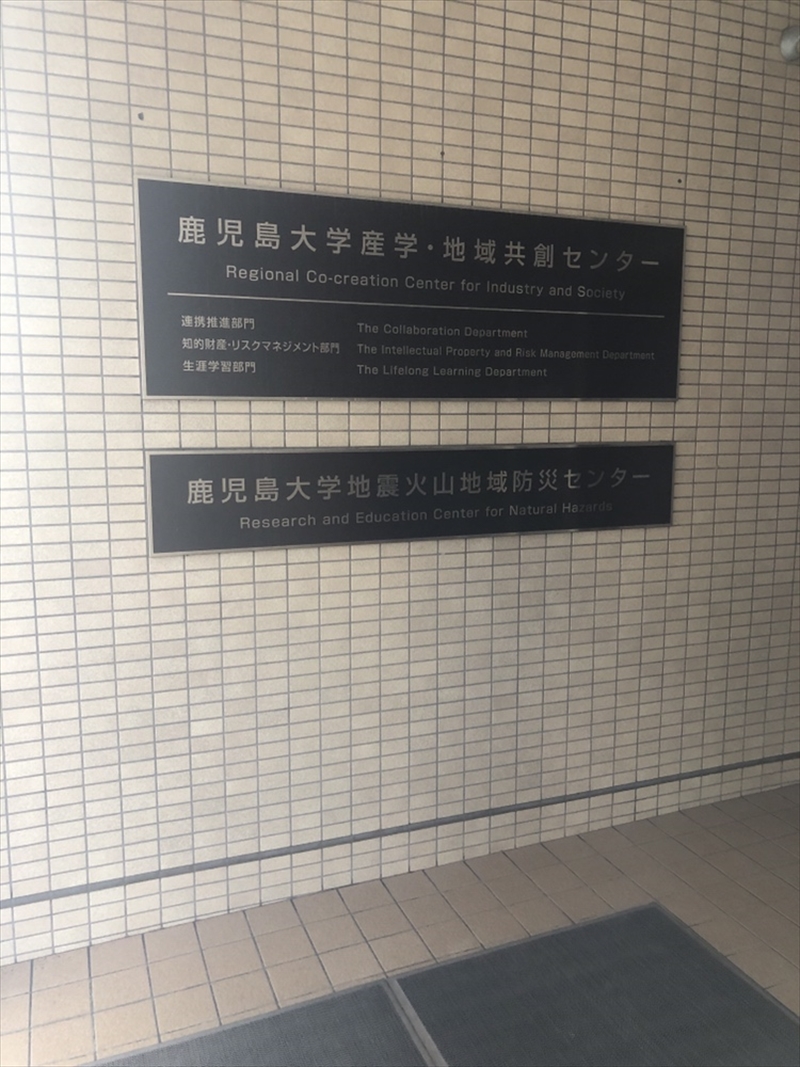 鹿児島大学産学・地域共創センター
Regional Co-creation Center for Industry and Society
連携推進部門 The Collaboration Department
知的財産・リスクマネジメント部門 The Intellectual Property and Risk Management Department
生涯学習部門 The Lifelong Learning Department
鹿児島大学地震火山地域防災センター
Research and Education Center for Natural Hazards